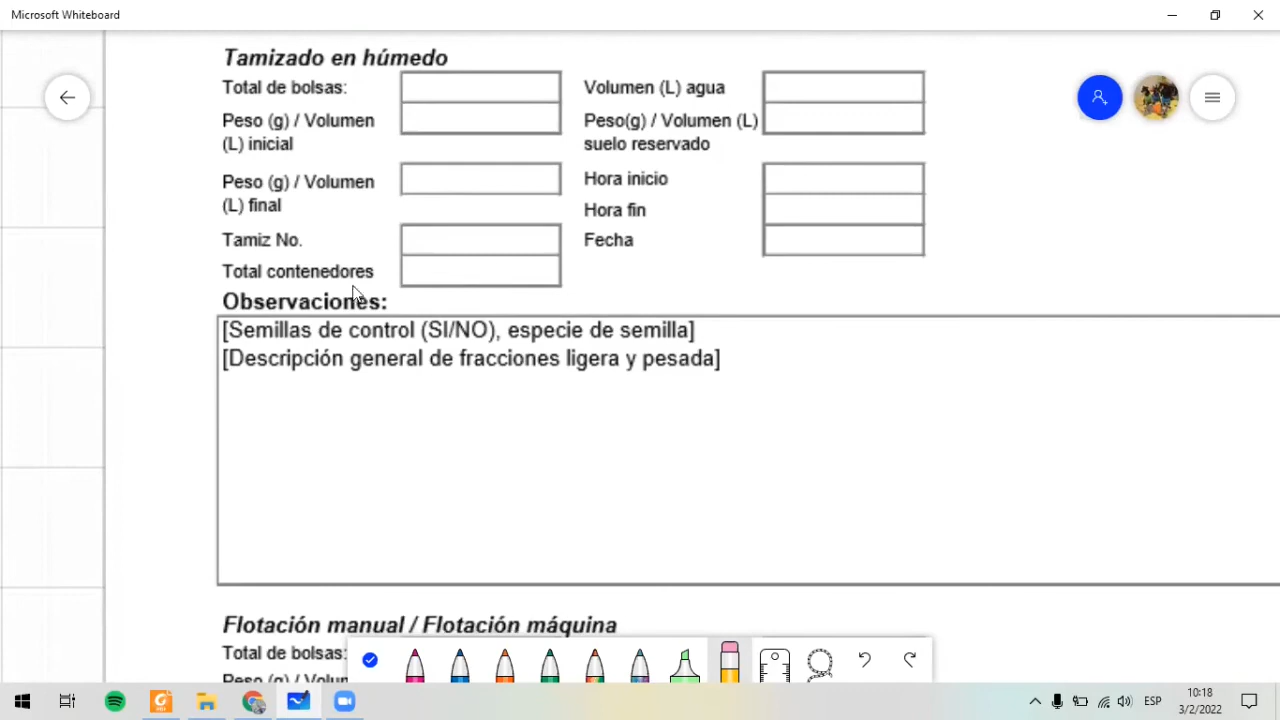 Microsoft Whiteboard
Tamizado en húmedo
Total de bolsas:
Volumen (L) agua
Peso (g) / Volumen
(L) inicial
Peso(g) / Volumen (L)
suelo reservado
Peso (g) / Volumen
(L) final
Hora inicio
Hora fin
Tamiz No.
Fecha
Total contenedores
Observaciones:
[Semillas de control (SI/NO), especie de semilla]
[Descripción general de fracciones ligera y pesada]
Flotación manual / Flotación máquina
Total de bolsas:
Peso (g) / Volun
ESP
10:18
3/2/2022